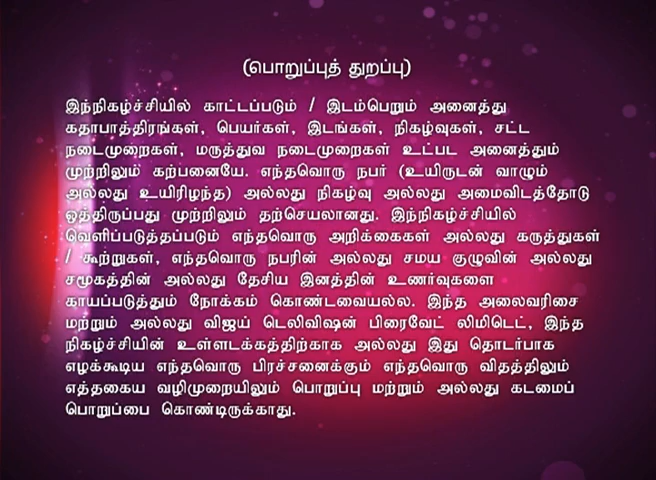 (பொறுப்புத் துறப்பு)
இந்நிகழ்ச்சியில் காட்டப்படும் / இடம்பெறும் அனைத்து
கதாபாத்திரங்கள், பெயர்கள், இடங்கள், நிகழ்வுகள், சட்ட
நடைமுறைகள், மருத்துவ நடைமுறைகள் உட்பட அனைத்தும்
முற்றிலும் கற்பனையே. எந்தவொரு நபர் (உயிருடன் வாழும்
அல்லது உயிரிழந்த) அல்லது நிகழ்வு அல்லது அமைவிடத்தோடு
ஒத்திருப்பது முற்றிலும் தற்செயலானது. இந்நிகழ்ச்சியில்
வெளிப்படுத்தப்படும் எந்தவொரு அறிக்கைகள் அல்லது கருத்துகள்
/ கூற்றுகள், எந்தவொரு நபரின் அல்லது சமய குழுவின் அல்லது
சமூகத்தின் அல்லது தேசிய இனத்தின் உணர்வுகளை
காயப்படுத்தும் நோக்கம் கொண்டவையல்ல. இந்த அலைவரிசை
மற்றும் அல்லது விஜய் டெலிவிஷன் பிரைவேட் லிமிடெட், இந்த
நிகழ்ச்சியின் உள்ளடக்கத்திற்காக அல்லது இது தொடர்பாக
எழக்கூடிய எந்தவொரு பிரச்சனைக்கும் எந்தவொரு விதத்திலும்
எத்தகைய வழிமுறையிலும் பொறுப்பு மற்றும் அல்லது கடமைப்
பொறுப்பை கொண்டிருக்காது.